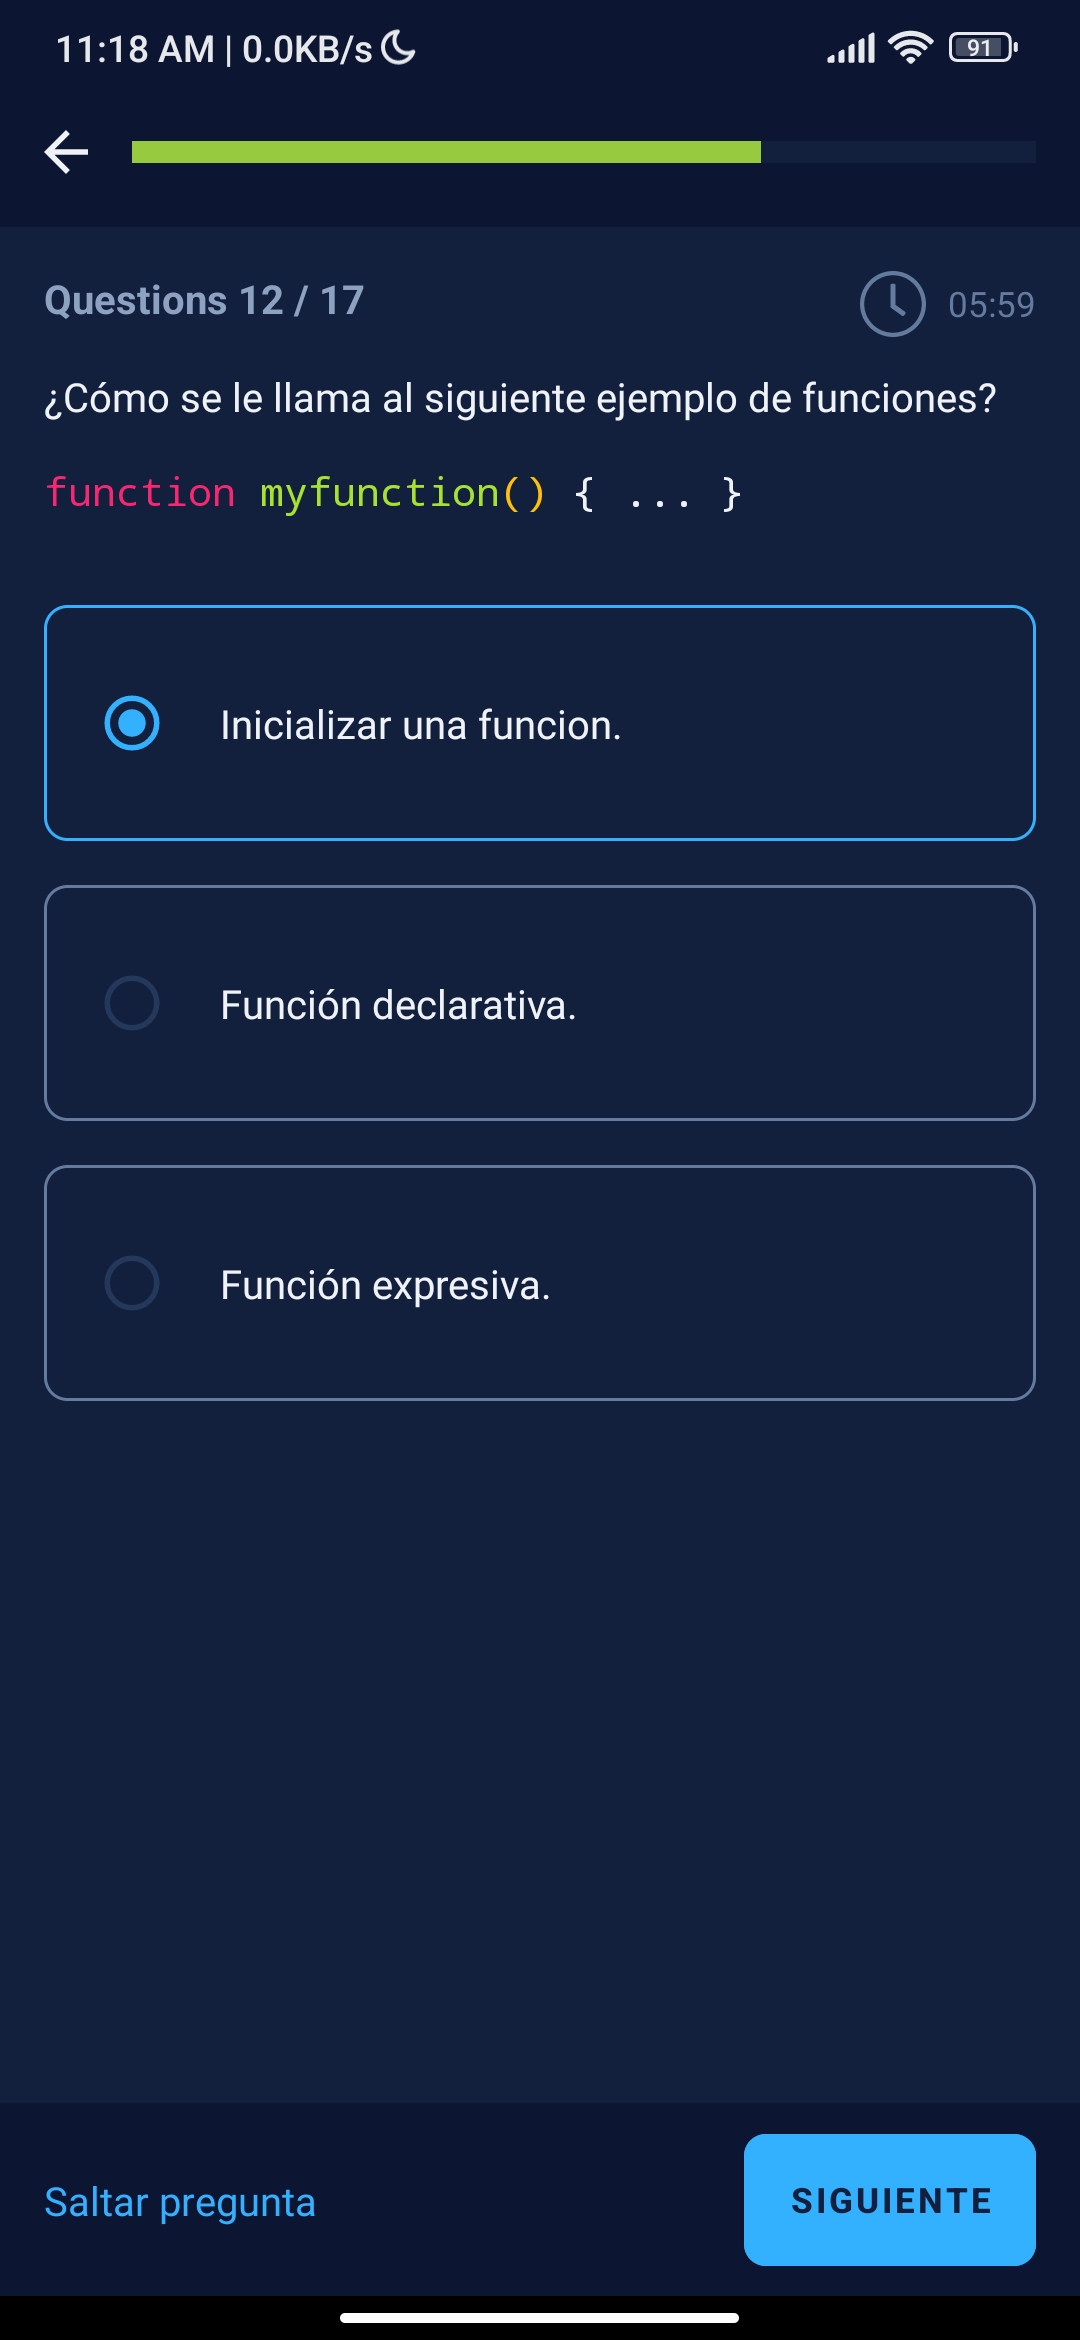 11:18 AM | 0.0KB/s
91
Questions 12 / 17
05:59
¿Cómo se le llama al siguiente ejemplo de funciones?
function myfunction() { ... }
Inicializar una funcion.
Función declarativa.
Función expresiva.
Saltar pregunta
SIGUIENTE